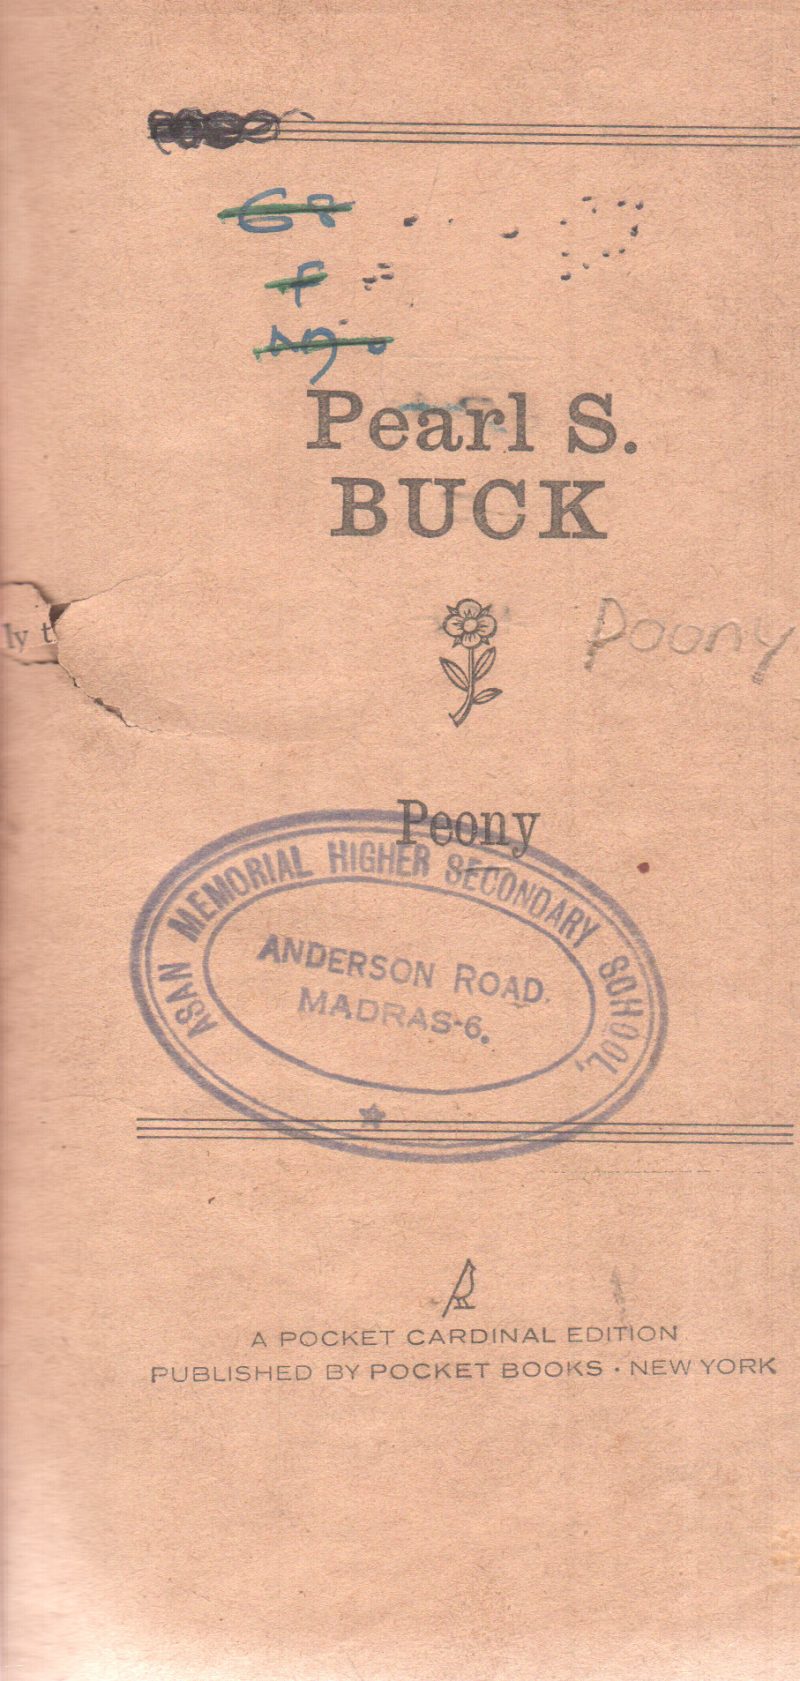 G8
F
Pearl S.
BUCK
Poony
ly t
Peony
ASAN MEMORIAL HIGHER SECONDARY SCHOOL,
ANDERSON ROAD.
MADRAS-6.
A POCKET CARDINAL EDITION
PUBLISHED BY POCKET BOOKS · NEW YORK